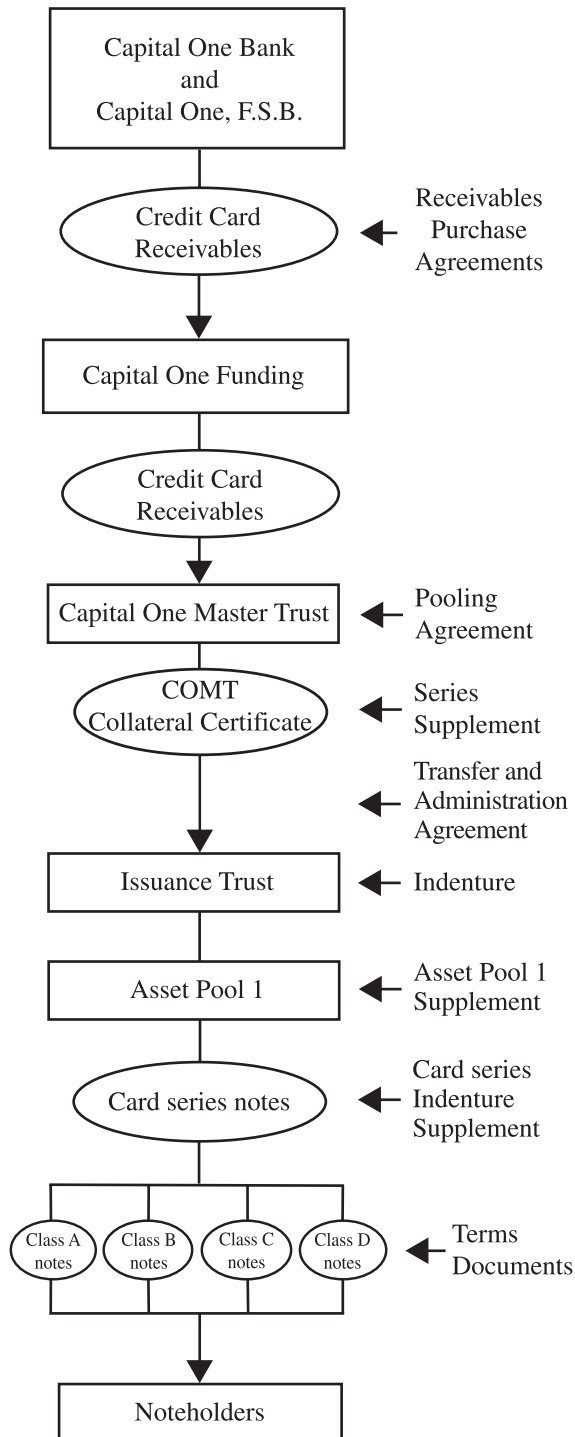 Capital One Bank
and
Capital One, F.S.B.
Credit Card
Receivables
Receivables
Purchase
Agreements
Capital One Funding
Credit Card
Receivables
Capital One Master Trust
Pooling
Agreement
COMT
Collateral Certificate
Series
Supplement
Transfer and
Administration
Agreement
Issuance Trust
Indenture
Asset Pool 1
Asset Pool 1
Supplement
Card series notes
Card series
Indenture
Supplement
Class A
notes
Class B
notes
Class C
notes
Class D
notes
Terms
Documents
Noteholders